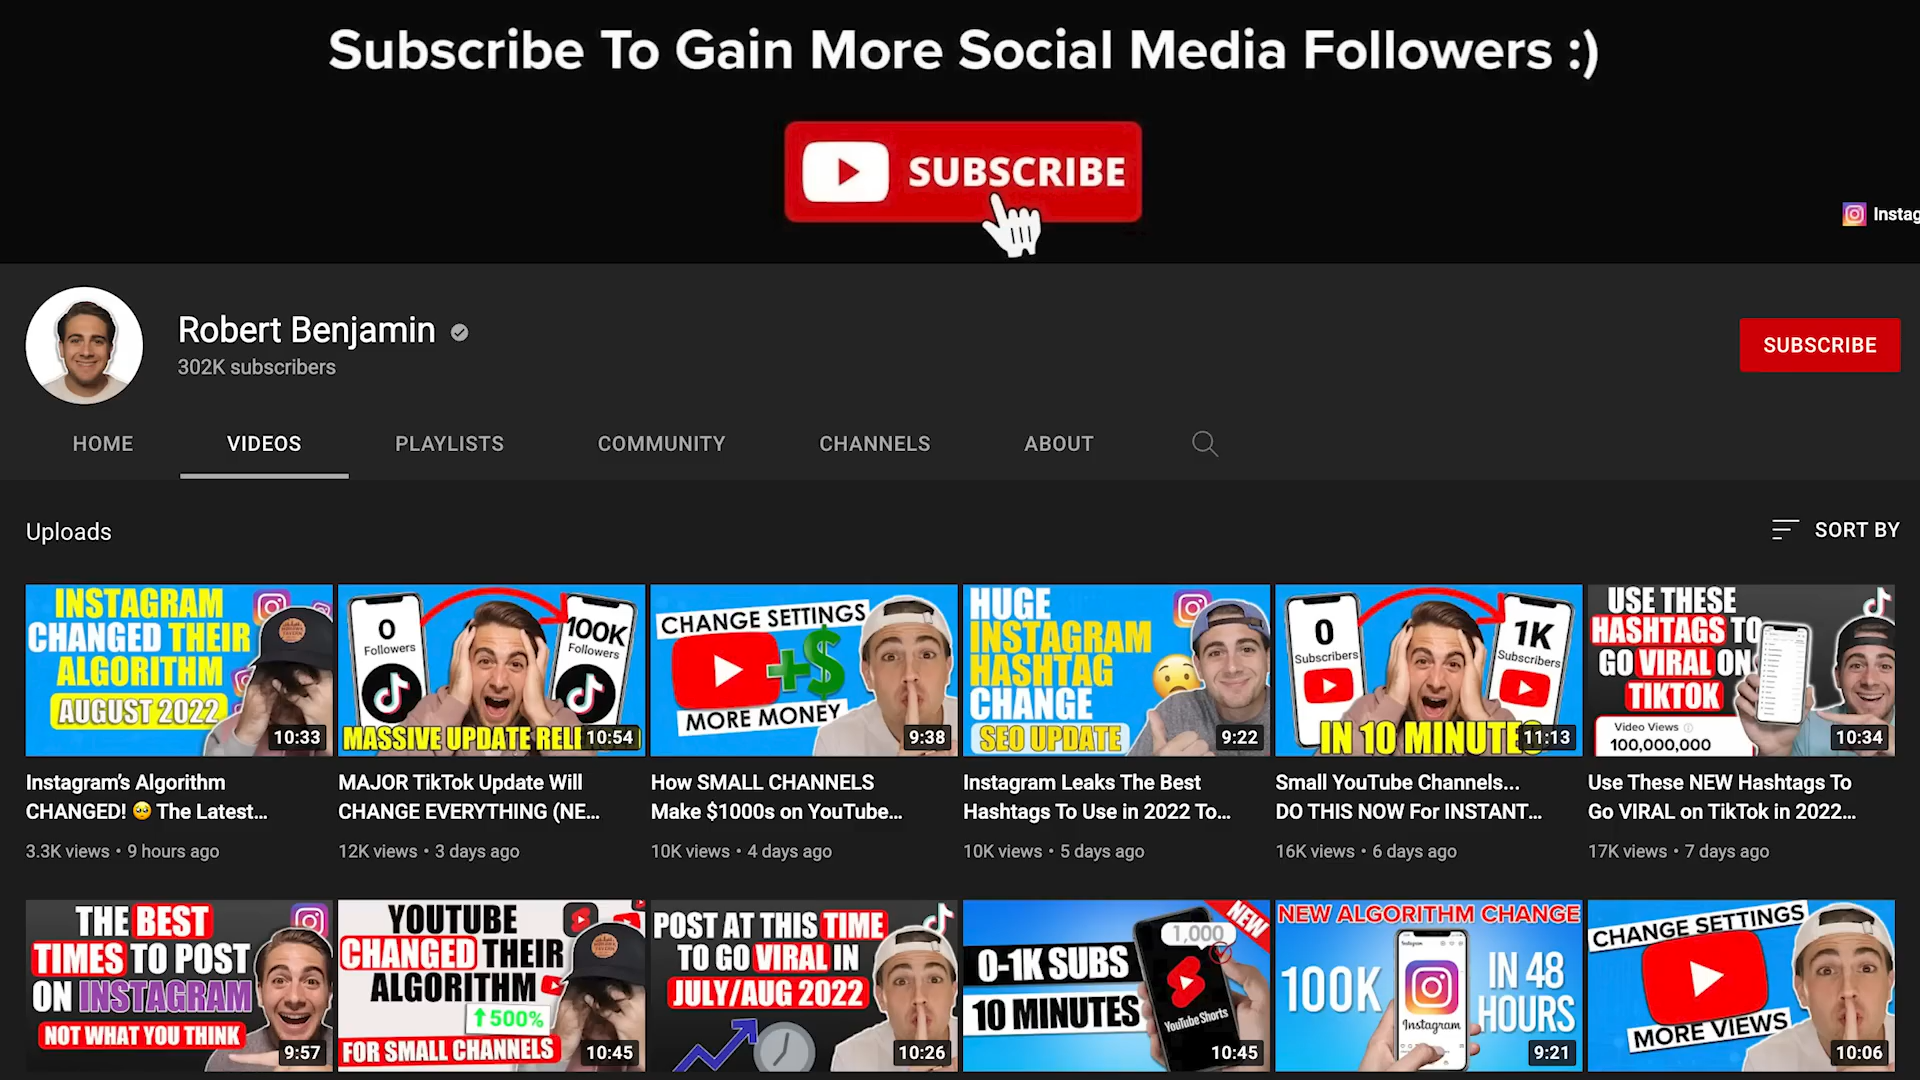 Subscribe To Gain More Social Media Followers :)
SUBSCRIBE
Instag
Robert Benjamin
302K subscribers
SUBSCRIBE
HOME
VIDEOS
PLAYLISTS
COMMUNITY
CHANNELS
ABOUT
Uploads
SORT BY
INSTAGRAM
CHANGED THEIR
ALGORITHM
AUGUST 2022
10:33
0
Followers
100K
Followers
MASSIVE UPDATE REL
10:54
CHANGE SETTINGS
+$
MORE MONEY
9:38
HUGE
INSTAGRAM
HASHTAG
CHANGE
SEO UPDATE
9:22
0
Subscribers
1K
Subscribers
IN 10 MINUTES
11:13
USE THESE
HASHTAGS TO
GO VIRAL ON
TIKTOK
Video Views
100,000,000
10:34
Instagram's Algorithm
CHANGED! 🥺 The Latest...
3.3K views • 9 hours ago
MAJOR TikTok Update Will
CHANGE EVERYTHING (NE...
12K views • 3 days ago
How SMALL CHANNELS
Make $1000s on YouTube...
10K views • 4 days ago
Instagram Leaks The Best
Hashtags To Use in 2022 To...
10K views • 5 days ago
Small YouTube Channels...
DO THIS NOW For INSTANT...
16K views • 6 days ago
Use These NEW Hashtags To
Go VIRAL on TikTok in 2022...
17K views • 7 days ago
THE BEST
TIMES TO POST
ON INSTAGRAM
NOT WHAT YOU THINK
9:57
YOUTUBE
CHANGED THEIR
ALGORITHM
↑500%
FOR SMALL CHANNELS
10:45
POST AT THIS TIME
TO GO VIRAL IN
JULY/AUG 2022
10:26
NEW
1,000
0-1K SUBS
10 MINUTES
YouTube Shorts
10:45
NEW ALGORITHM CHANGE
100K
Instagram
IN 48
HOURS
9:21
CHANGE SETTINGS
MORE VIEWS
10:06